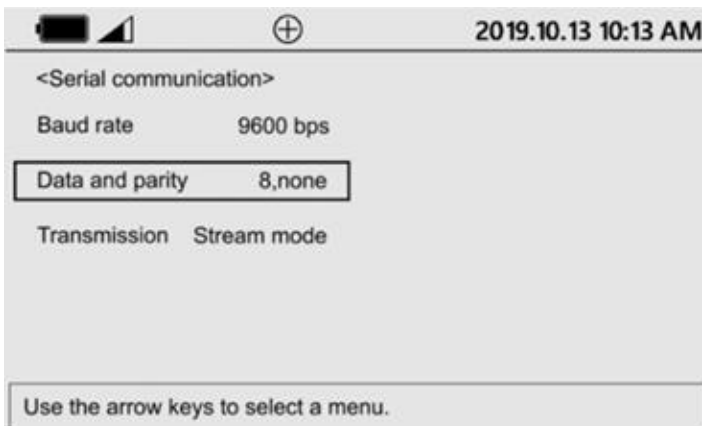 2019.10.13 10:13 AM
<Serial communication>
Baud rate 9600 bps
Data and parity 8,none
Transmission Stream mode
Use the arrow keys to select a menu.